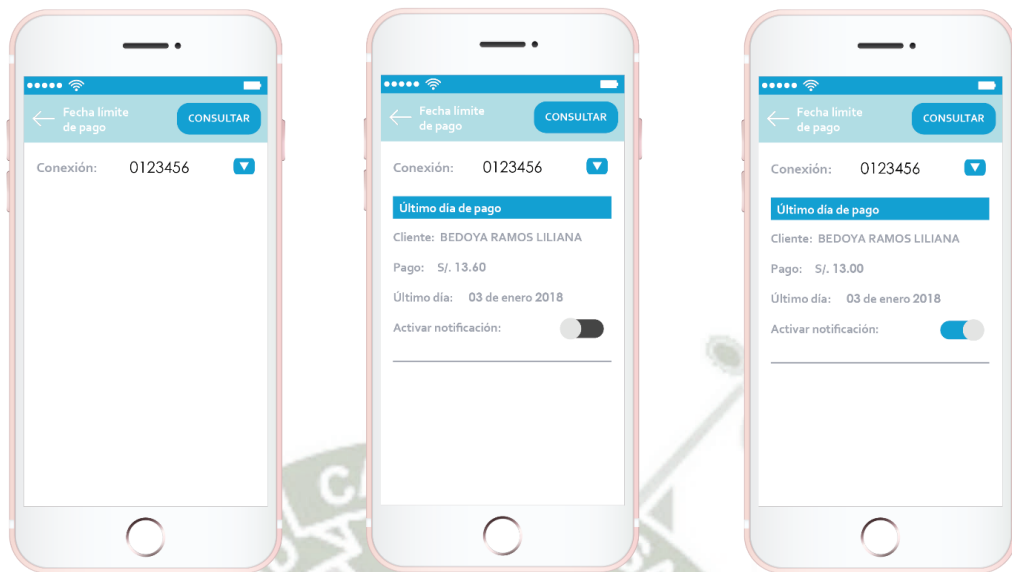 Fecha límite
de pago
CONSULTAR
Conexión: 0123456
Fecha límite
de pago
CONSULTAR
Conexión: 0123456
Último día de pago
Cliente: BEDOYA RAMOS LILIANA
Pago: S/. 13.60
Último día: 03 de enero 2018
Activar notificación:
Fecha límite
de pago
CONSULTAR
Conexión: 0123456
Último día de pago
Cliente: BEDOYA RAMOS LILIANA
Pago: S/. 13.00
Último día: 03 de enero 2018
Activar notificación: